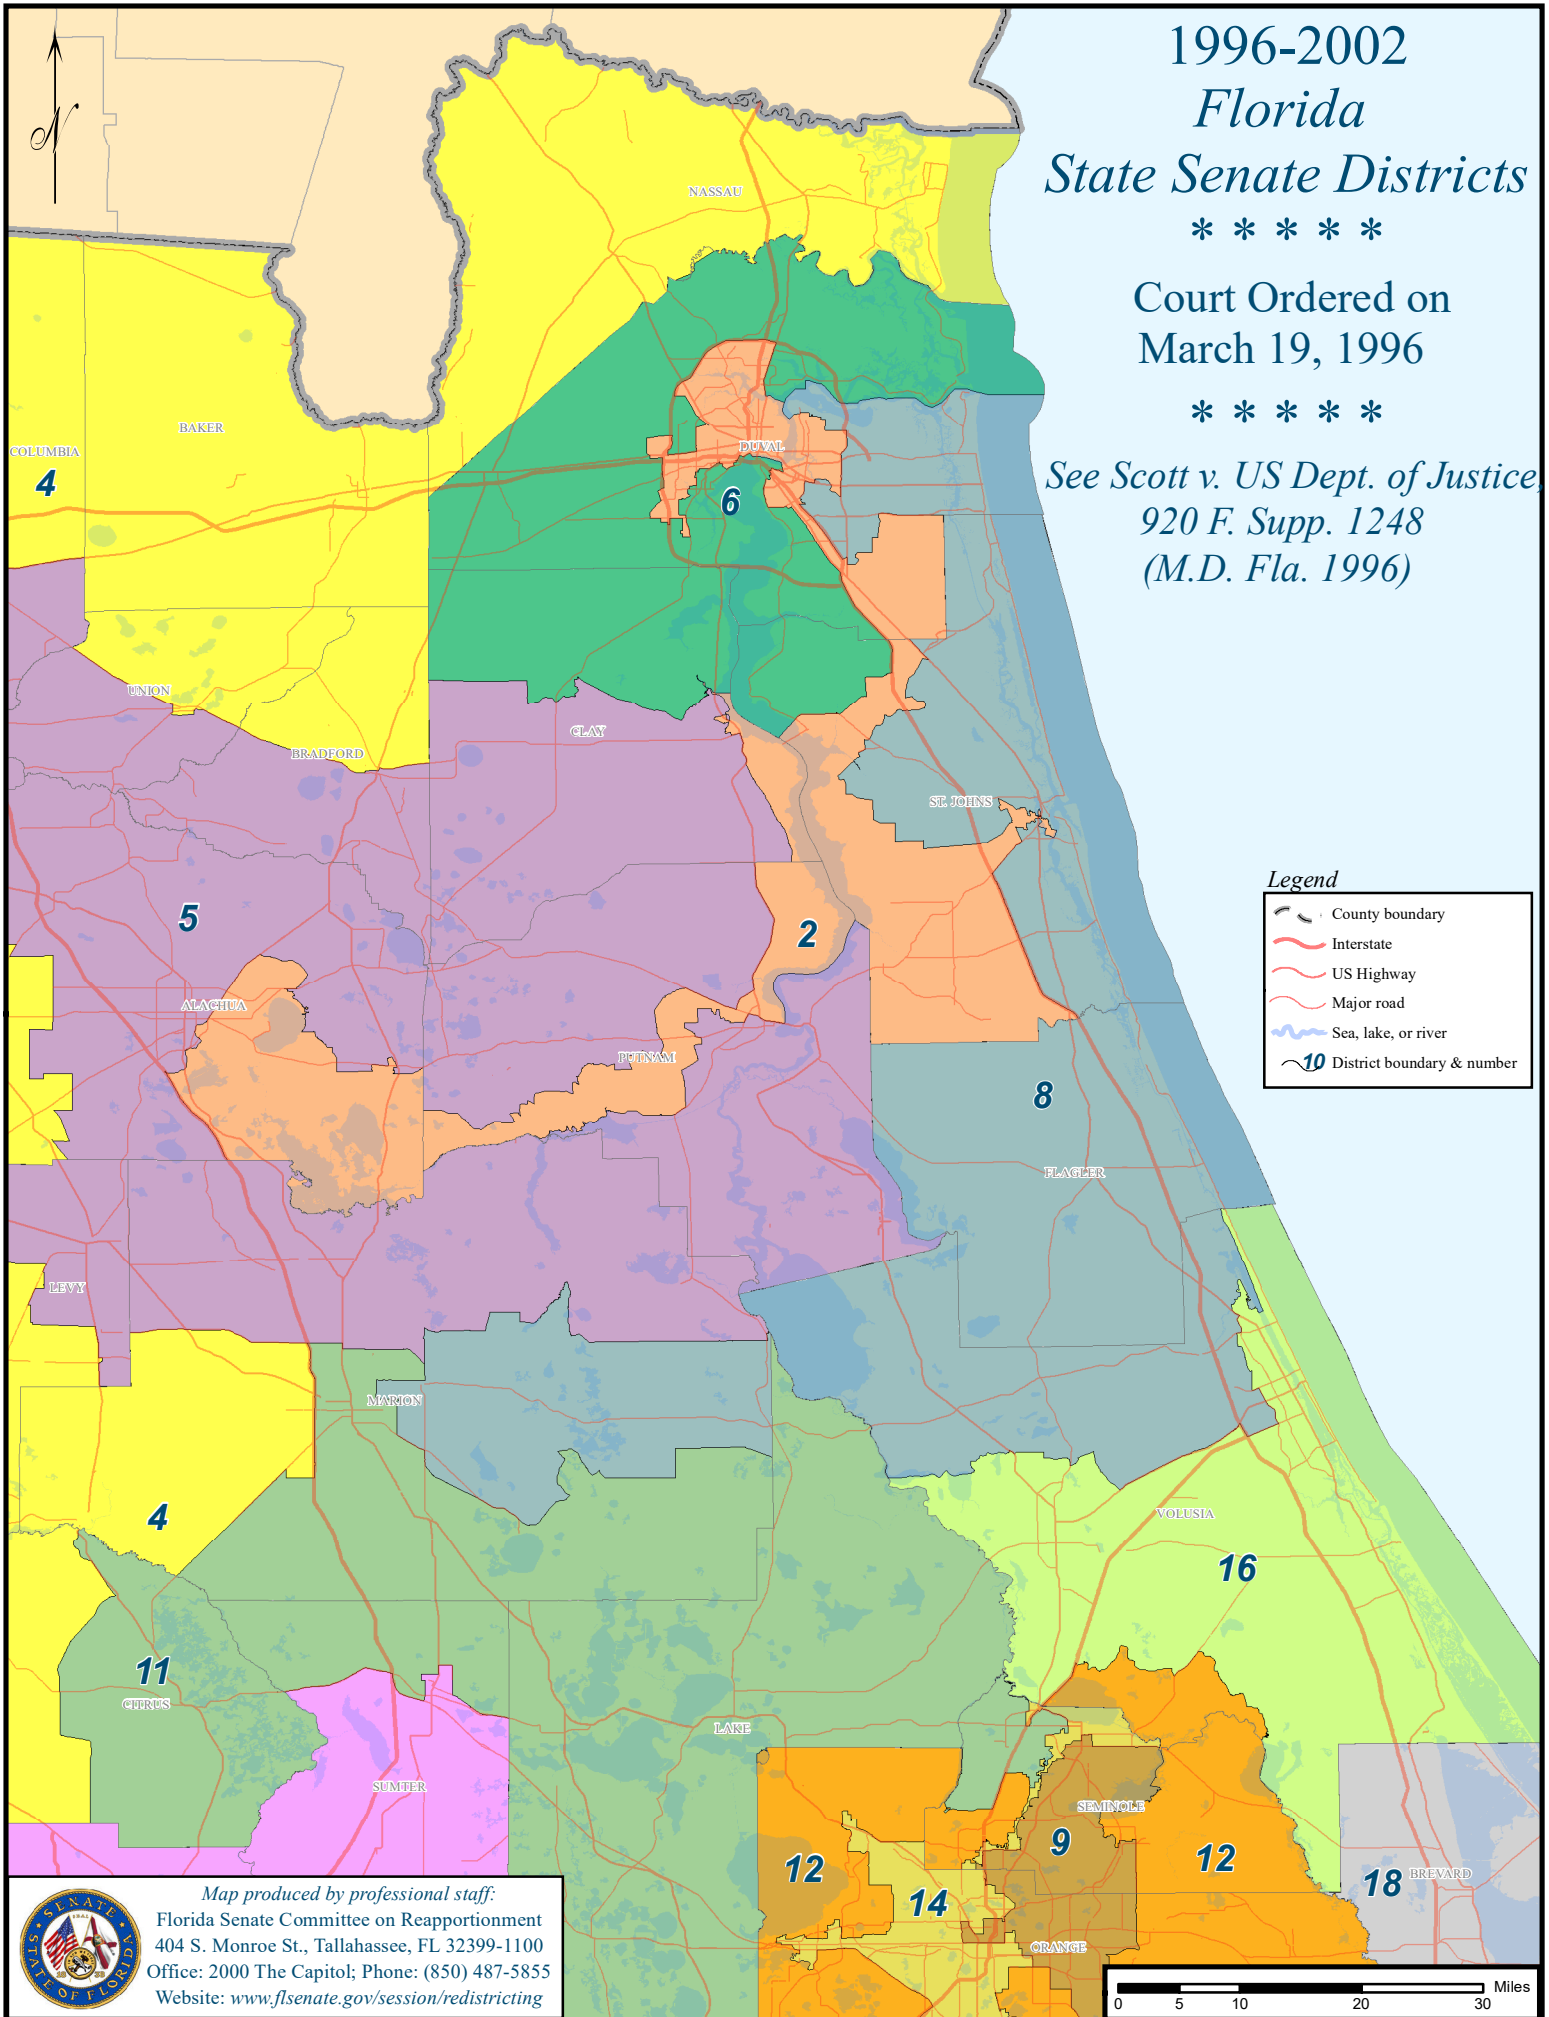 1996-2002
Florida
State Senate Districts
* * * * *
Court Ordered on
March 19, 1996
* * * * *
See Scott v. US Dept. of Justice,
920 F. Supp. 1248
(M.D. Fla. 1996)
N
NASSAU
BAKER
COLUMBIA
4
DUVAL
6
UNION
CLAY
BRADFORD
ST. JOHNS
Legend
County boundary
Interstate
US Highway
Major road
Sea, lake, or river
10 District boundary & number
5
2
ALACHUA
PUTNAM
8
FLAGLER
LEVY
MARION
4
VOLUSIA
16
11
CITRUS
LAKE
SUMTER
SEMINOLE
9
12
12
14
18
BREVARD
ORANGE
SENATE
STATE OF FLORIDA
Map produced by professional staff:
Florida Senate Committee on Reapportionment
404 S. Monroe St., Tallahassee, FL 32399-1100
Office: 2000 The Capitol; Phone: (850) 487-5855
Website: www.flsenate.gov/session/redistricting
Miles
0 5 10 20 30